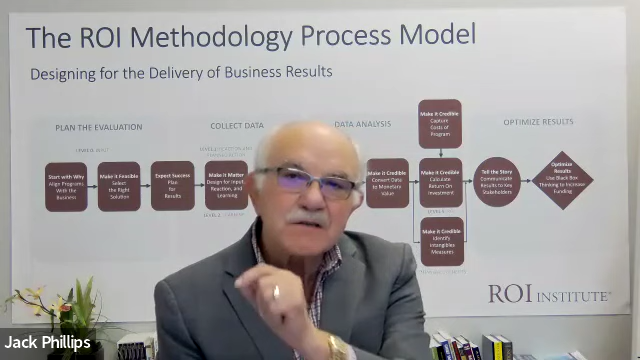 The ROI Methodology Process Model
Designing for the Delivery of Business Results
PLAN THE EVALUATION
COLLECT DATA
DATA ANALYSIS
OPTIMIZE RESULTS
Start with Why
Align Programs
With the
Business
Make it Feasible
Select
the Right
Solution
Expect Success
Plan
for
Results
Make it Matter
Design for Input,
Reaction, and
Learning
Make it Credible
Convert Data
to Monetary
Value
Make it Credible
Capture
Costs of
Program
Make it Credible
Calculate
Return On
Investment
Make it Credible
Identify
Intangibles
Measures
Tell the Story
Communicate
Results to Key
Stakeholders
Optimize
Results
Use Black Box
Thinking to Increase
Funding
ROI INSTITUTE
Jack Phillips